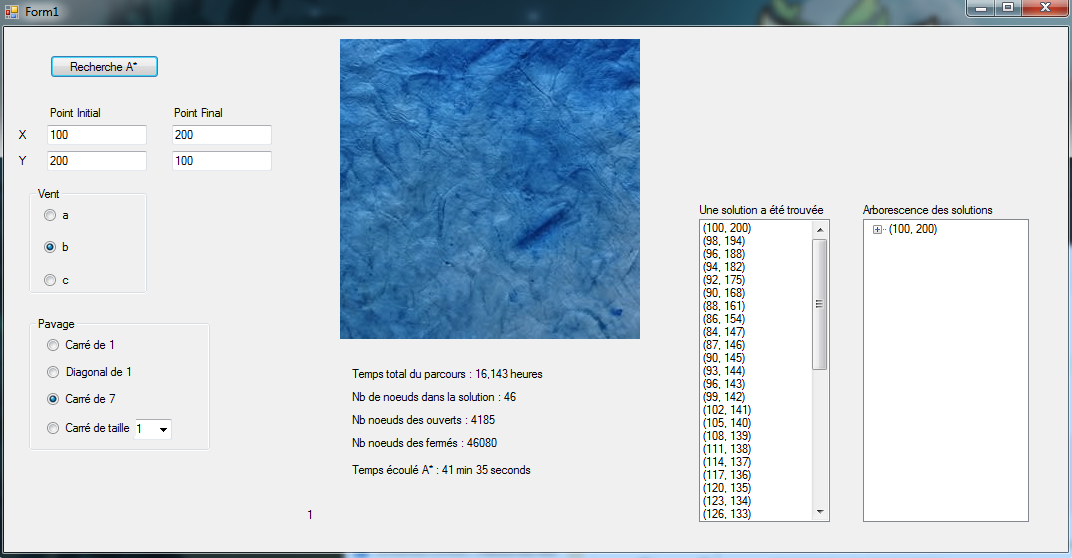 Form1
Recherche A*
Point Initial Point Final
X 100 200
Y 200 100
Vent
a
b
c
Pavage
Carré de 1
Diagonal de 1
Carré de 7
Carré de taille 1
Temps total du parcours : 16,143 heures
Nb de noeuds dans la solution : 46
Nb noeuds des ouverts : 4185
Nb noeuds des fermés : 46080
Temps écoulé A* : 41 min 35 seconds
1
Une solution a été trouvée
(100, 200)
(98, 194)
(96, 188)
(94, 182)
(92, 175)
(90, 168)
(88, 161)
(86, 154)
(84, 147)
(87, 146)
(90, 145)
(93, 144)
(96, 143)
(99, 142)
(102, 141)
(105, 140)
(108, 139)
(111, 138)
(114, 137)
(117, 136)
(120, 135)
(123, 134)
(126, 133)
Arborescence des solutions
(100, 200)